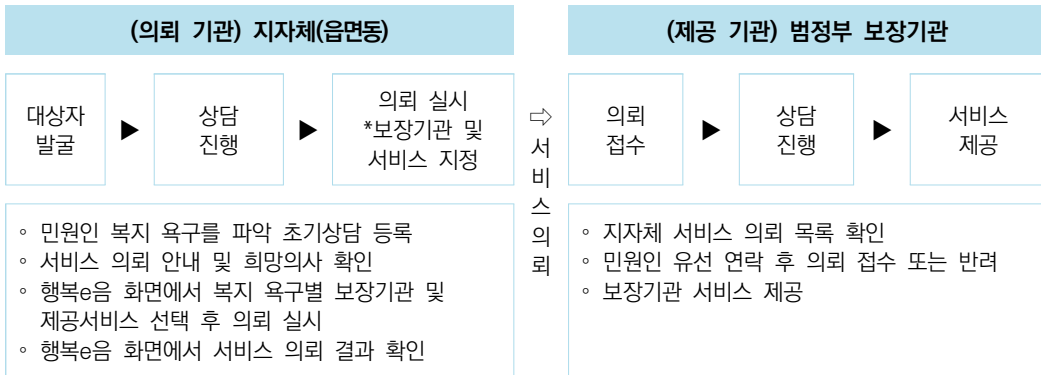 (의뢰 기관) 지자체(읍면동)
대상자
발굴
▶
상담
진행
▶
의뢰 실시
*보장기관 및
서비스 지정
◦ 민원인 복지 욕구를 파악 초기상담 등록
◦ 서비스 의뢰 안내 및 희망의사 확인
◦ 행복e음 화면에서 복지 욕구별 보장기관 및
제공서비스 선택 후 의뢰 실시
◦ 행복e음 화면에서 서비스 의뢰 결과 확인
⇨
서
비
스
의
뢰
(제공 기관) 범정부 보장기관
의뢰
접수
▶
상담
진행
▶
서비스
제공
◦ 지자체 서비스 의뢰 목록 확인
◦ 민원인 유선 연락 후 의뢰 접수 또는 반려
◦ 보장기관 서비스 제공